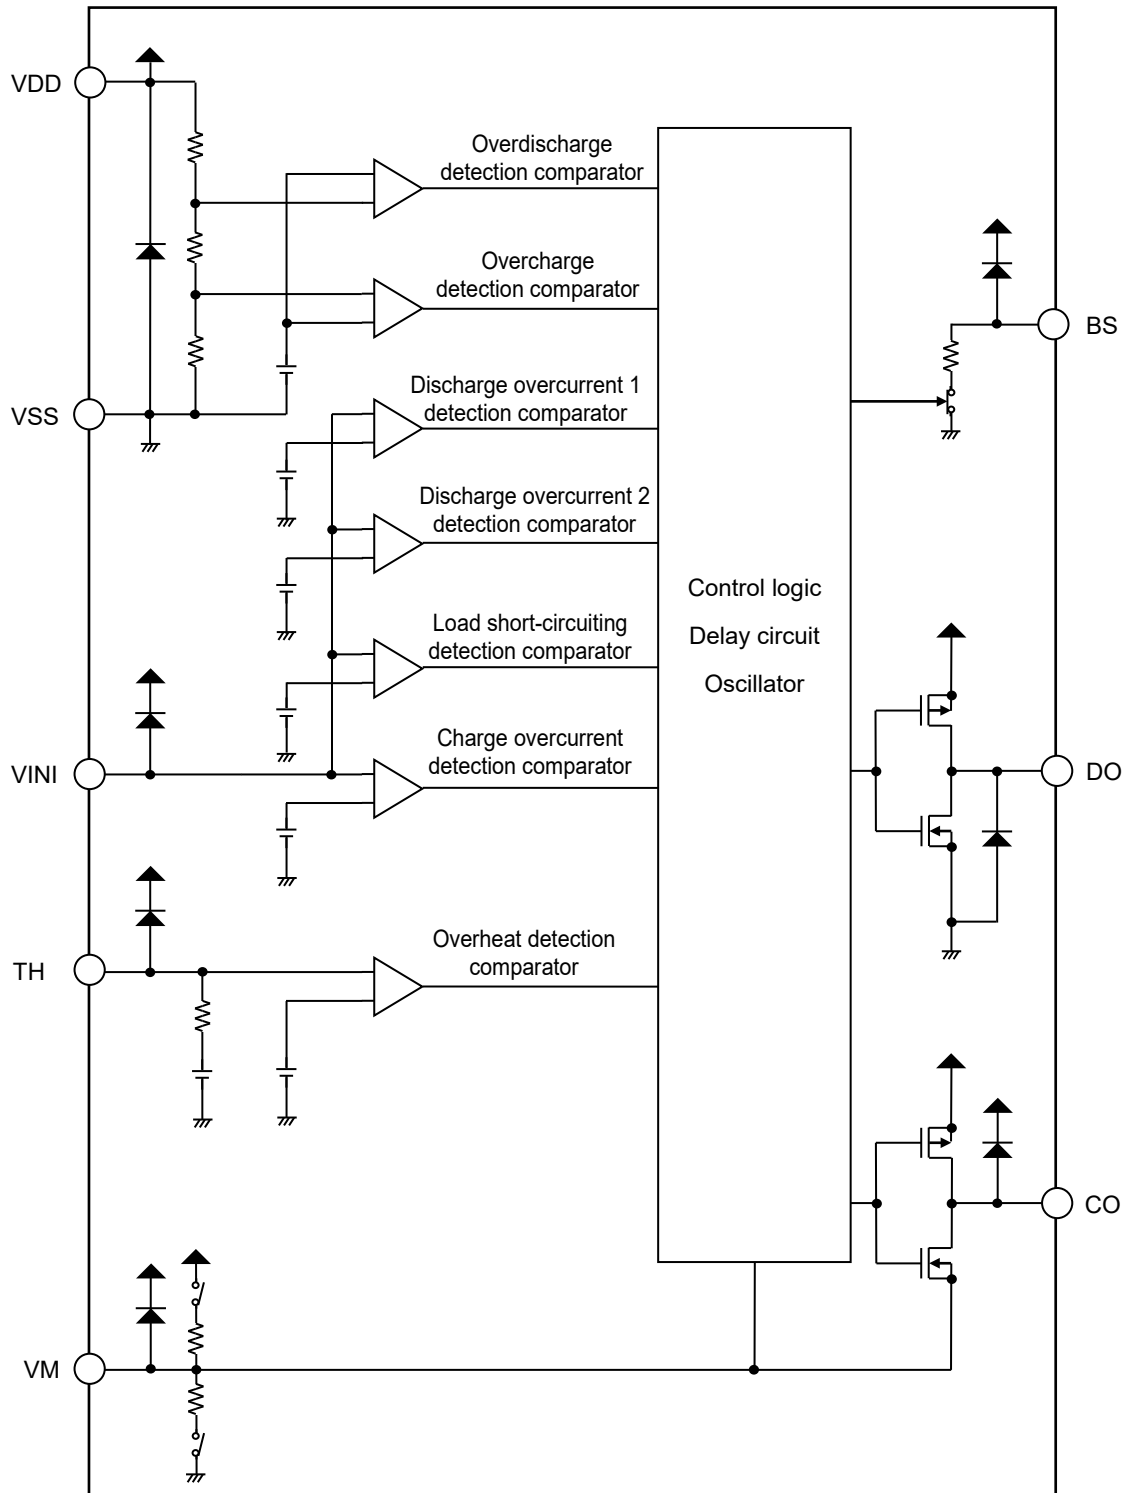 VDD
Overdischarge
detection comparator
Overcharge
detection comparator
BS
Discharge overcurrent 1
detection comparator
VSS
Discharge overcurrent 2
detection comparator
Control logic
Delay circuit
Oscillator
Load short-circuiting
detection comparator
Charge overcurrent
detection comparator
VINI
DO
Overheat detection
comparator
TH
CO
VM